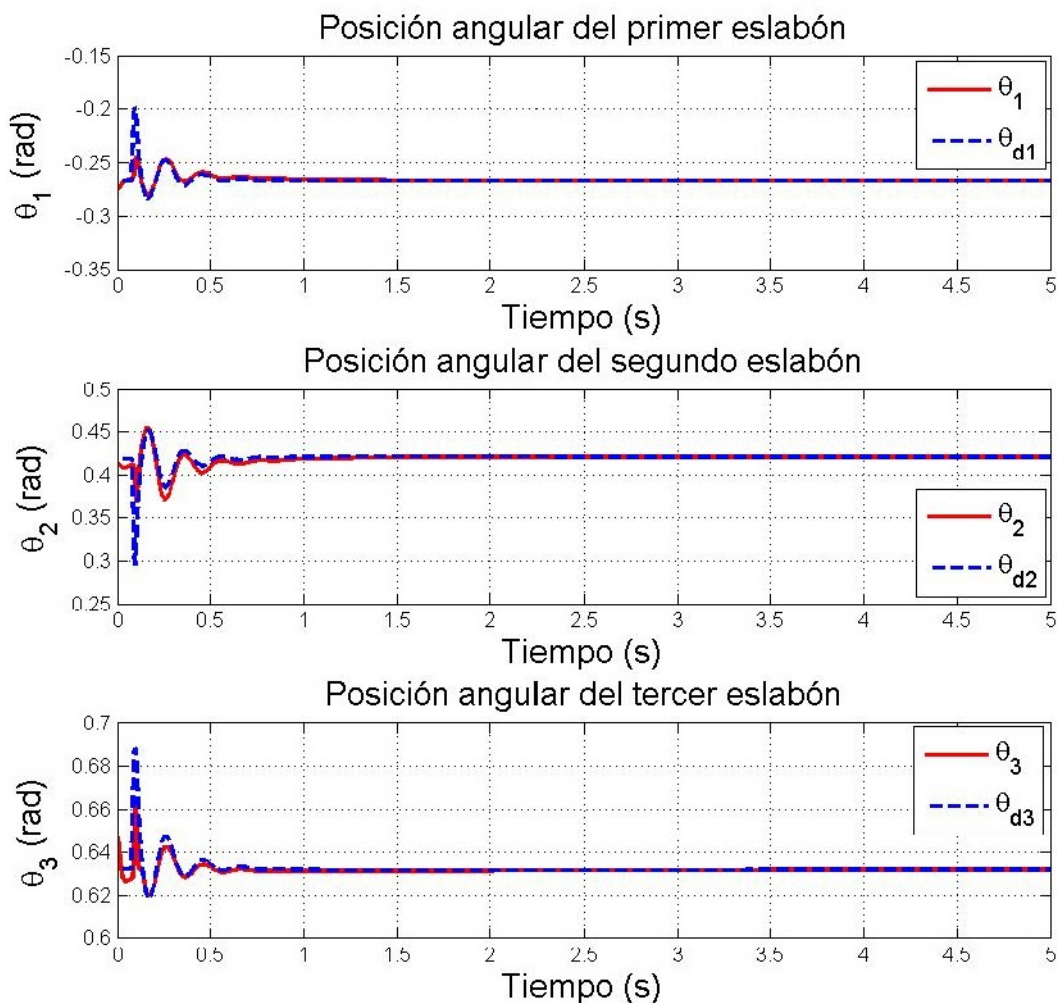 Posición angular del primer eslabón
-0.15
-0.2
-0.25
-0.3
-0.35
θ1 (rad)
θ1
θd1
0 0.5 1 1.5 2 2.5 3 3.5 4 4.5 5
Tiempo (s)
Posición angular del segundo eslabón
0.5
0.45
0.4
0.35
0.3
0.25
θ2 (rad)
θ2
θd2
0 0.5 1 1.5 2 2.5 3 3.5 4 4.5 5
Tiempo (s)
Posición angular del tercer eslabón
0.7
0.68
0.66
0.64
0.62
0.6
θ3 (rad)
θ3
θd3
0 0.5 1 1.5 2 2.5 3 3.5 4 4.5 5
Tiempo (s)